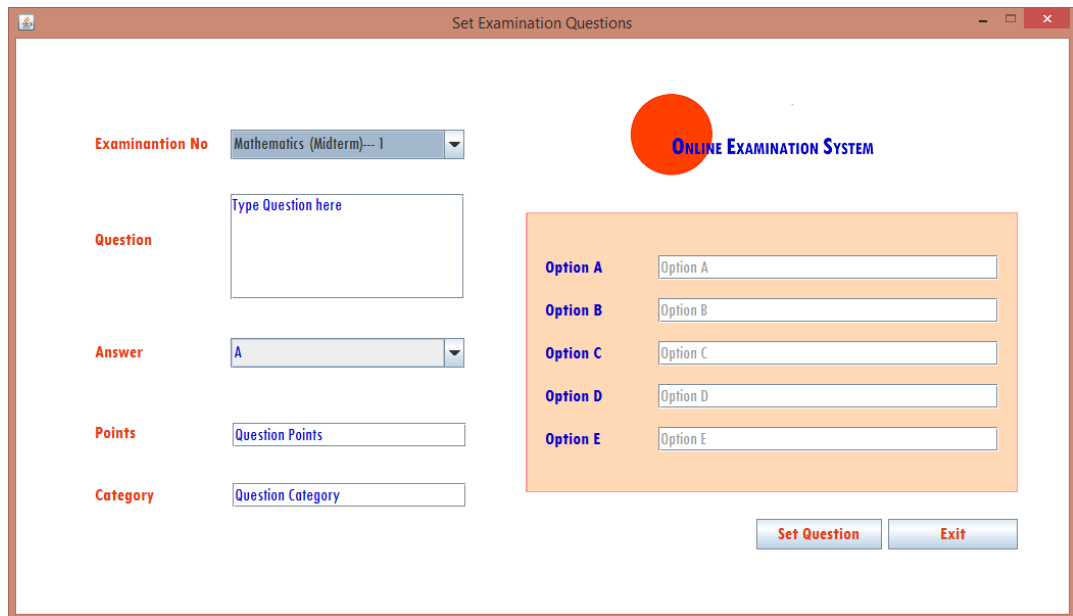 Set Examination Questions
Examinantion No
Mathematics (Midterm)--- 1
ONLINE EXAMINATION SYSTEM
Question
Type Question here
Answer
A
Points
Question Points
Category
Question Category
Option A
Option A
Option B
Option B
Option C
Option C
Option D
Option D
Option E
Option E
Set Question
Exit